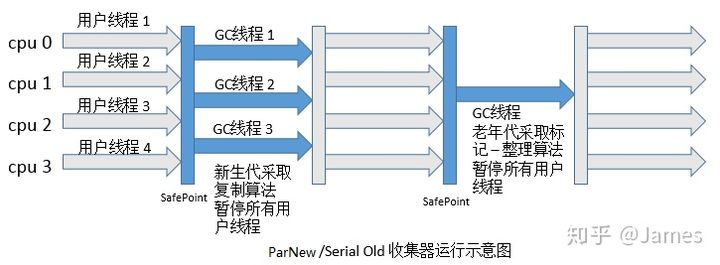 cpu 0
cpu 1
cpu 2
cpu 3
用户线程 1
用户线程 2
用户线程 3
用户线程 4
SafePoint
GC线程 1
GC线程 2
GC线程 3
新生代采取
复制算法
暂停所有用
户线程
SafePoint
GC线程
老年代采取标
记–整理算法
暂停所有用户
线程
ParNew /Serial Old 收集器运行示意图
知乎 @James